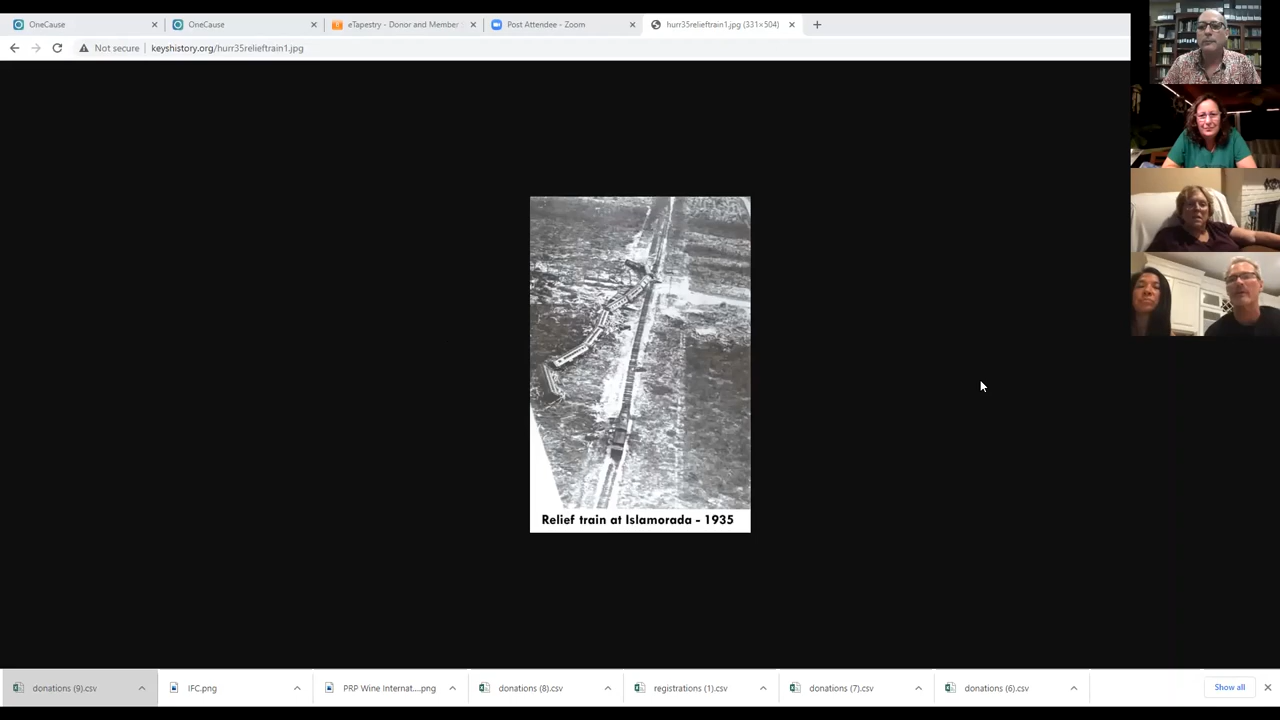 OneCause
OneCause
eTapestry - Donor and Member
Post Attendee - Zoom
hurr35relieftrain1.jpg (331×504)
Not secure
keyshistory.org/hurr35relieftrain1.jpg
Relief train at Islamorada - 1935
donations (9).csv
IFC.png
PRP Wine Internat....png
donations (8).csv
registrations (1).csv
donations (7).csv
donations (6).csv
Show all